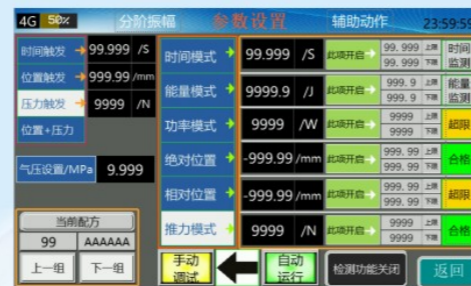 4G 50% 分阶振幅 参数设置 辅助动作 23:59:59
时间触发 99.999 /S
位置触发 999.99 /mm
压力触发 9999 /N
位置+压力
气压设置/MPa 9.999
当前配方
99 AAAAAA
上一组 下一组
时间模式 99.999 /S 此项开启 99.999 上限 99.999 下限 时间监测
能量模式 9999.9 /J 此项开启 999.9 上限 999.9 下限 能量监测
功率模式 9999 /W 此项开启 9999 上限 9999 下限 超限
绝对位置 -999.99 /mm 此项开启 999.99 上限 999.99 下限 合格
相对位置 -999.99 /mm 此项开启 999.99 上限 999.99 下限 超限
推力模式 9999 /N 此项开启 9999 上限 9999 下限 合格
手动调试 自动运行 检测功能关闭 返回